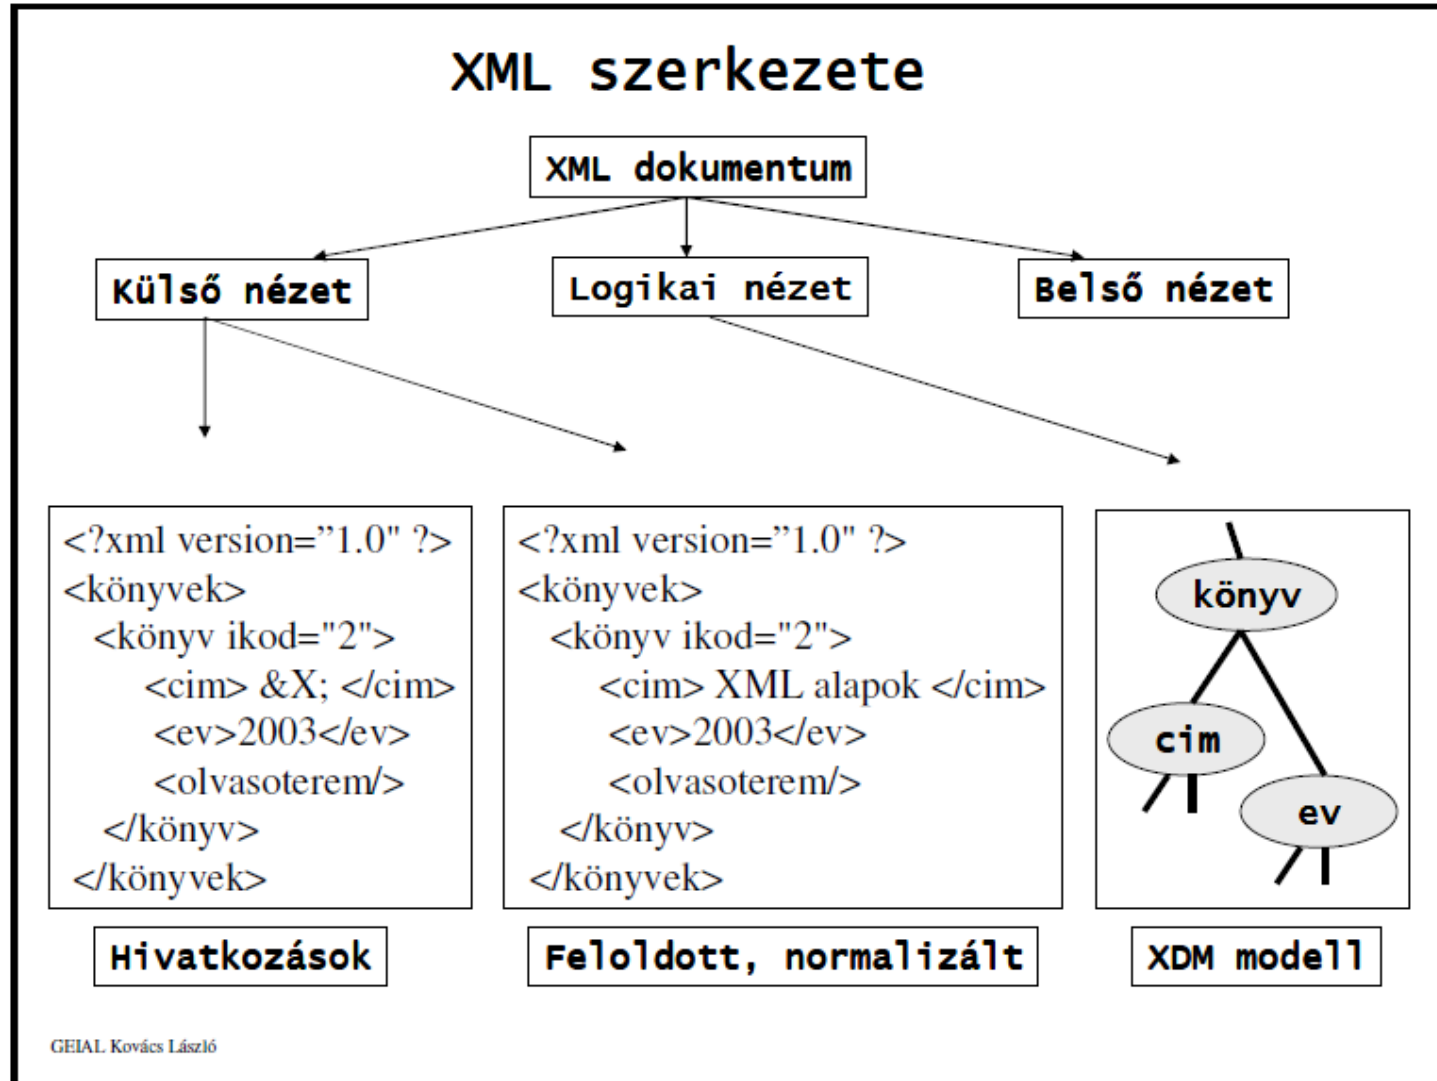 XML szerkezete
XML dokumentum
Külső nézet
Logikai nézet
Belső nézet
<?xml version=”1.0" ?>
<könyvek>
<könyv ikod="2">
<cim> &X; </cim>
<ev>2003</ev>
<olvasoterem/>
</könyv>
</könyvek>
Hivatkozások
<?xml version=”1.0" ?>
<könyvek>
<könyv ikod="2">
<cim> XML alapok </cim>
<ev>2003</ev>
<olvasoterem/>
</könyv>
</könyvek>
Feloldott, normalizált
könyv
cim
ev
XDM modell
GEIAL Kovács László